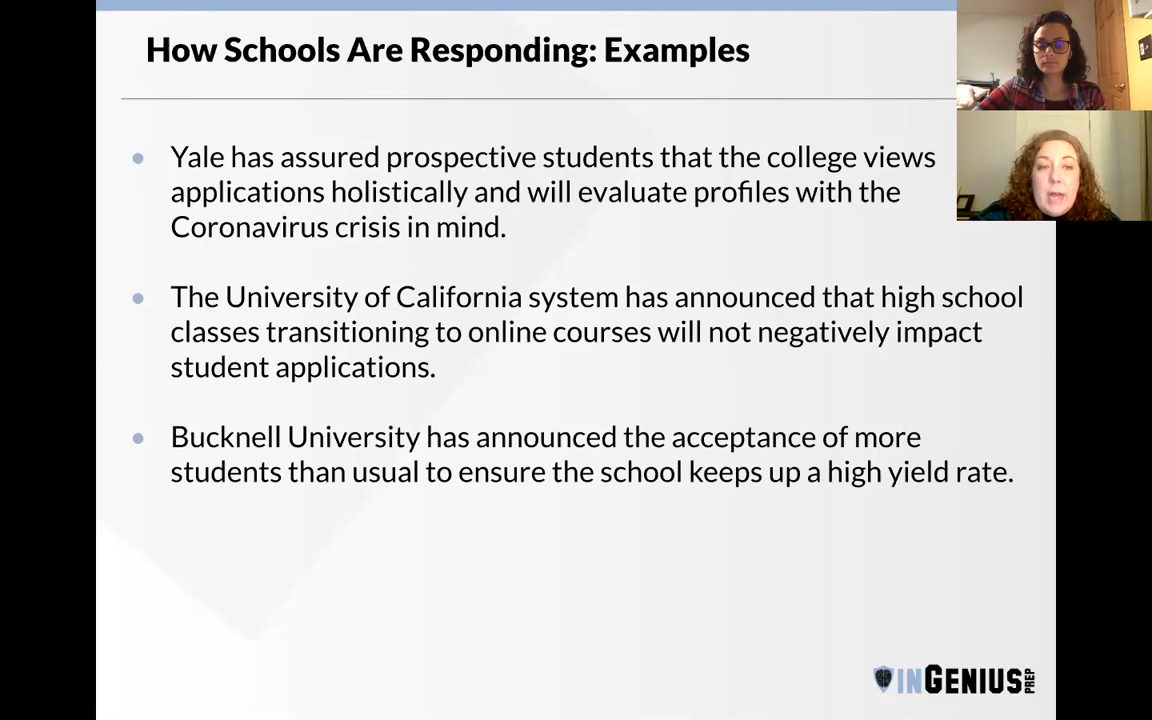 How Schools Are Responding: Examples
Yale has assured prospective students that the college views
applications holistically and will evaluate profiles with the
Coronavirus crisis in mind.
The University of California system has announced that high school
classes transitioning to online courses will not negatively impact
student applications.
Bucknell University has announced the acceptance of more
students than usual to ensure the school keeps up a high yield rate.
INGENIUS PREP